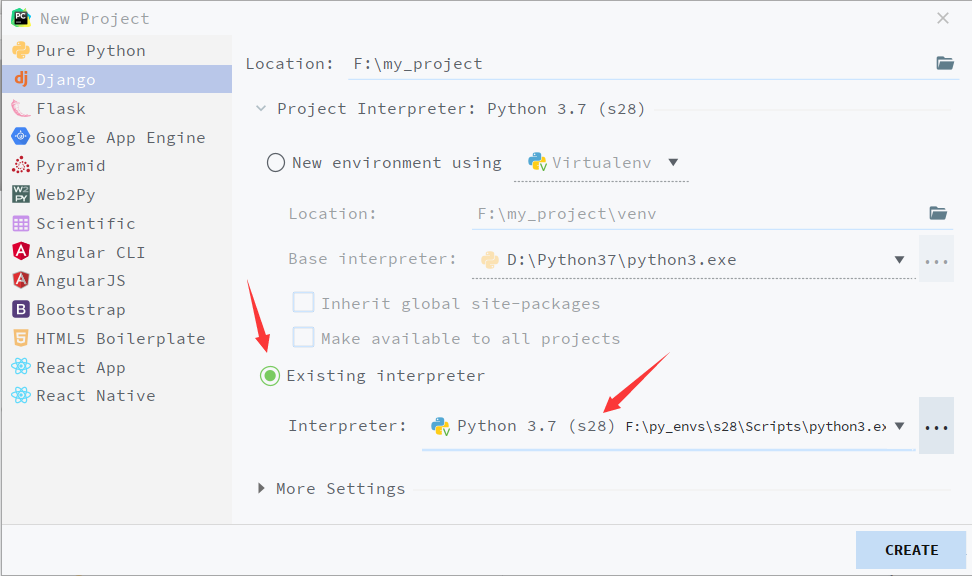 New Project
Pure Python
Django
Flask
Google App Engine
Pyramid
Web2Py
Scientific
Angular CLI
AngularJS
Bootstrap
HTML5 Boilerplate
React App
React Native
Location: F:\my_project
Project Interpreter: Python 3.7 (s28)
New environment using Virtualenv
Location: F:\my_project\venv
Base interpreter: D:\Python37\python3.exe ...
Inherit global site-packages
Make available to all projects
Existing interpreter
Interpreter: Python 3.7 (s28) F:\py_envs\s28\Scripts\python3.ex ...
More Settings
CREATE